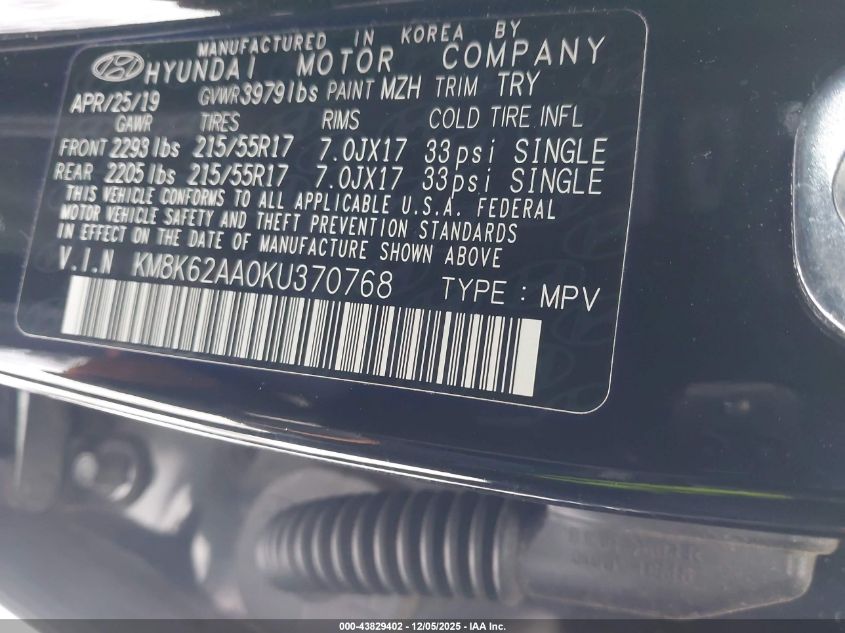 MANUFACTURED IN KOREA BY
HYUNDAI MOTOR COMPANY
APR/25/19 GVWR3979lbs PAINT MZH TRIM TRY
GAWR TIRES RIMS COLD TIRE INFL
FRONT 2293lbs 215/55R17 7.0JX17 33psi SINGLE
REAR 2205lbs 215/55R17 7.0JX17 33psi SINGLE
THIS VEHICLE CONFORMS TO ALL APPLICABLE U.S.A. FEDERAL
MOTOR VEHICLE SAFETY AND THEFT PREVENTION STANDARDS
IN EFFECT ON THE DATE OF MANUFACTURE SHOWN ABOVE
V.I.N KM8K62AA0KU370768 TYPE : MPV
000-43829402 - 12/05/2025 - IAA Inc.